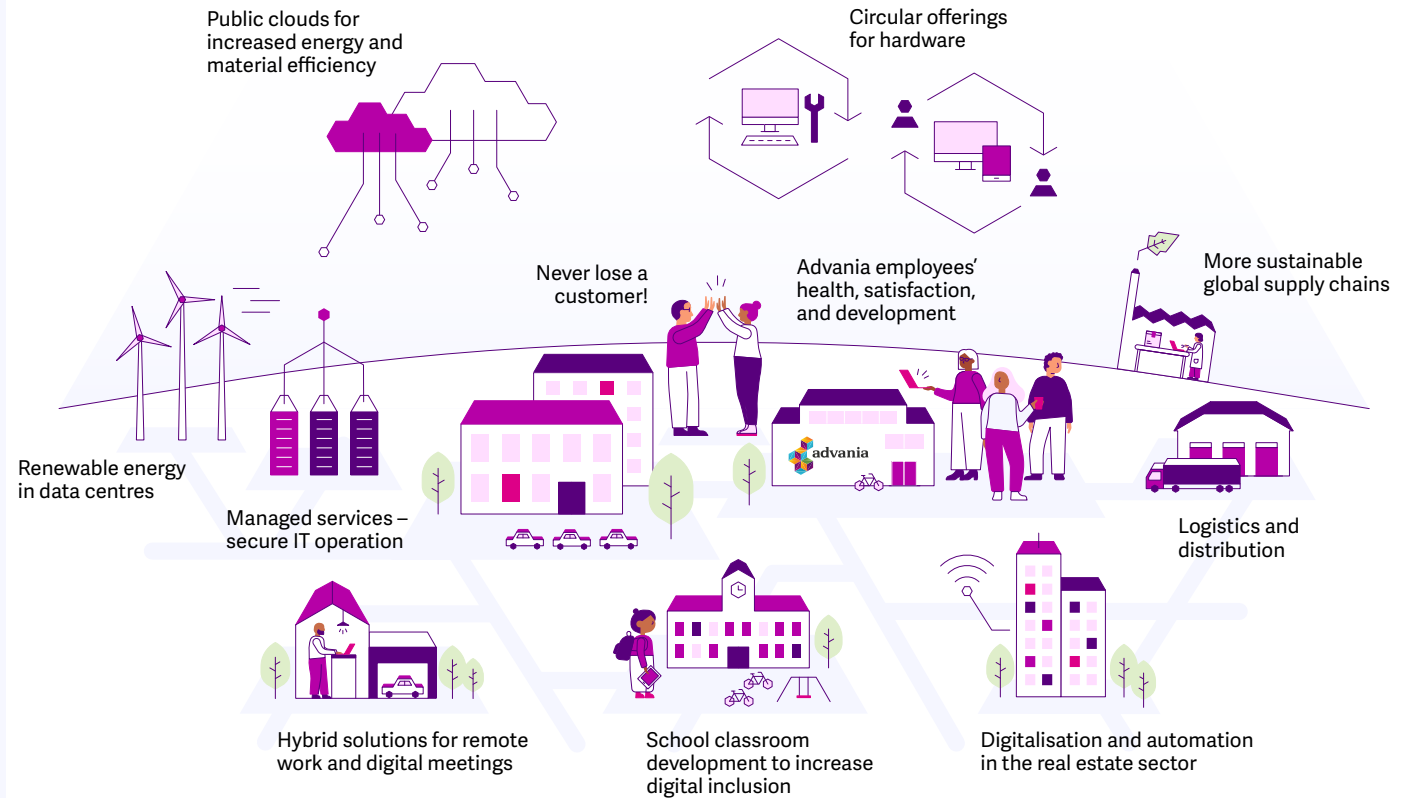 Public clouds for
increased energy and
material efficiency
Circular offerings
for hardware
Never lose a
customer!
Advania employees’
health, satisfaction,
and development
More sustainable
global supply chains
advania
Renewable energy
in data centres
Managed services –
secure IT operation
Logistics and
distribution
Hybrid solutions for remote
work and digital meetings
School classroom
development to increase
digital inclusion
Digitalisation and automation
in the real estate sector